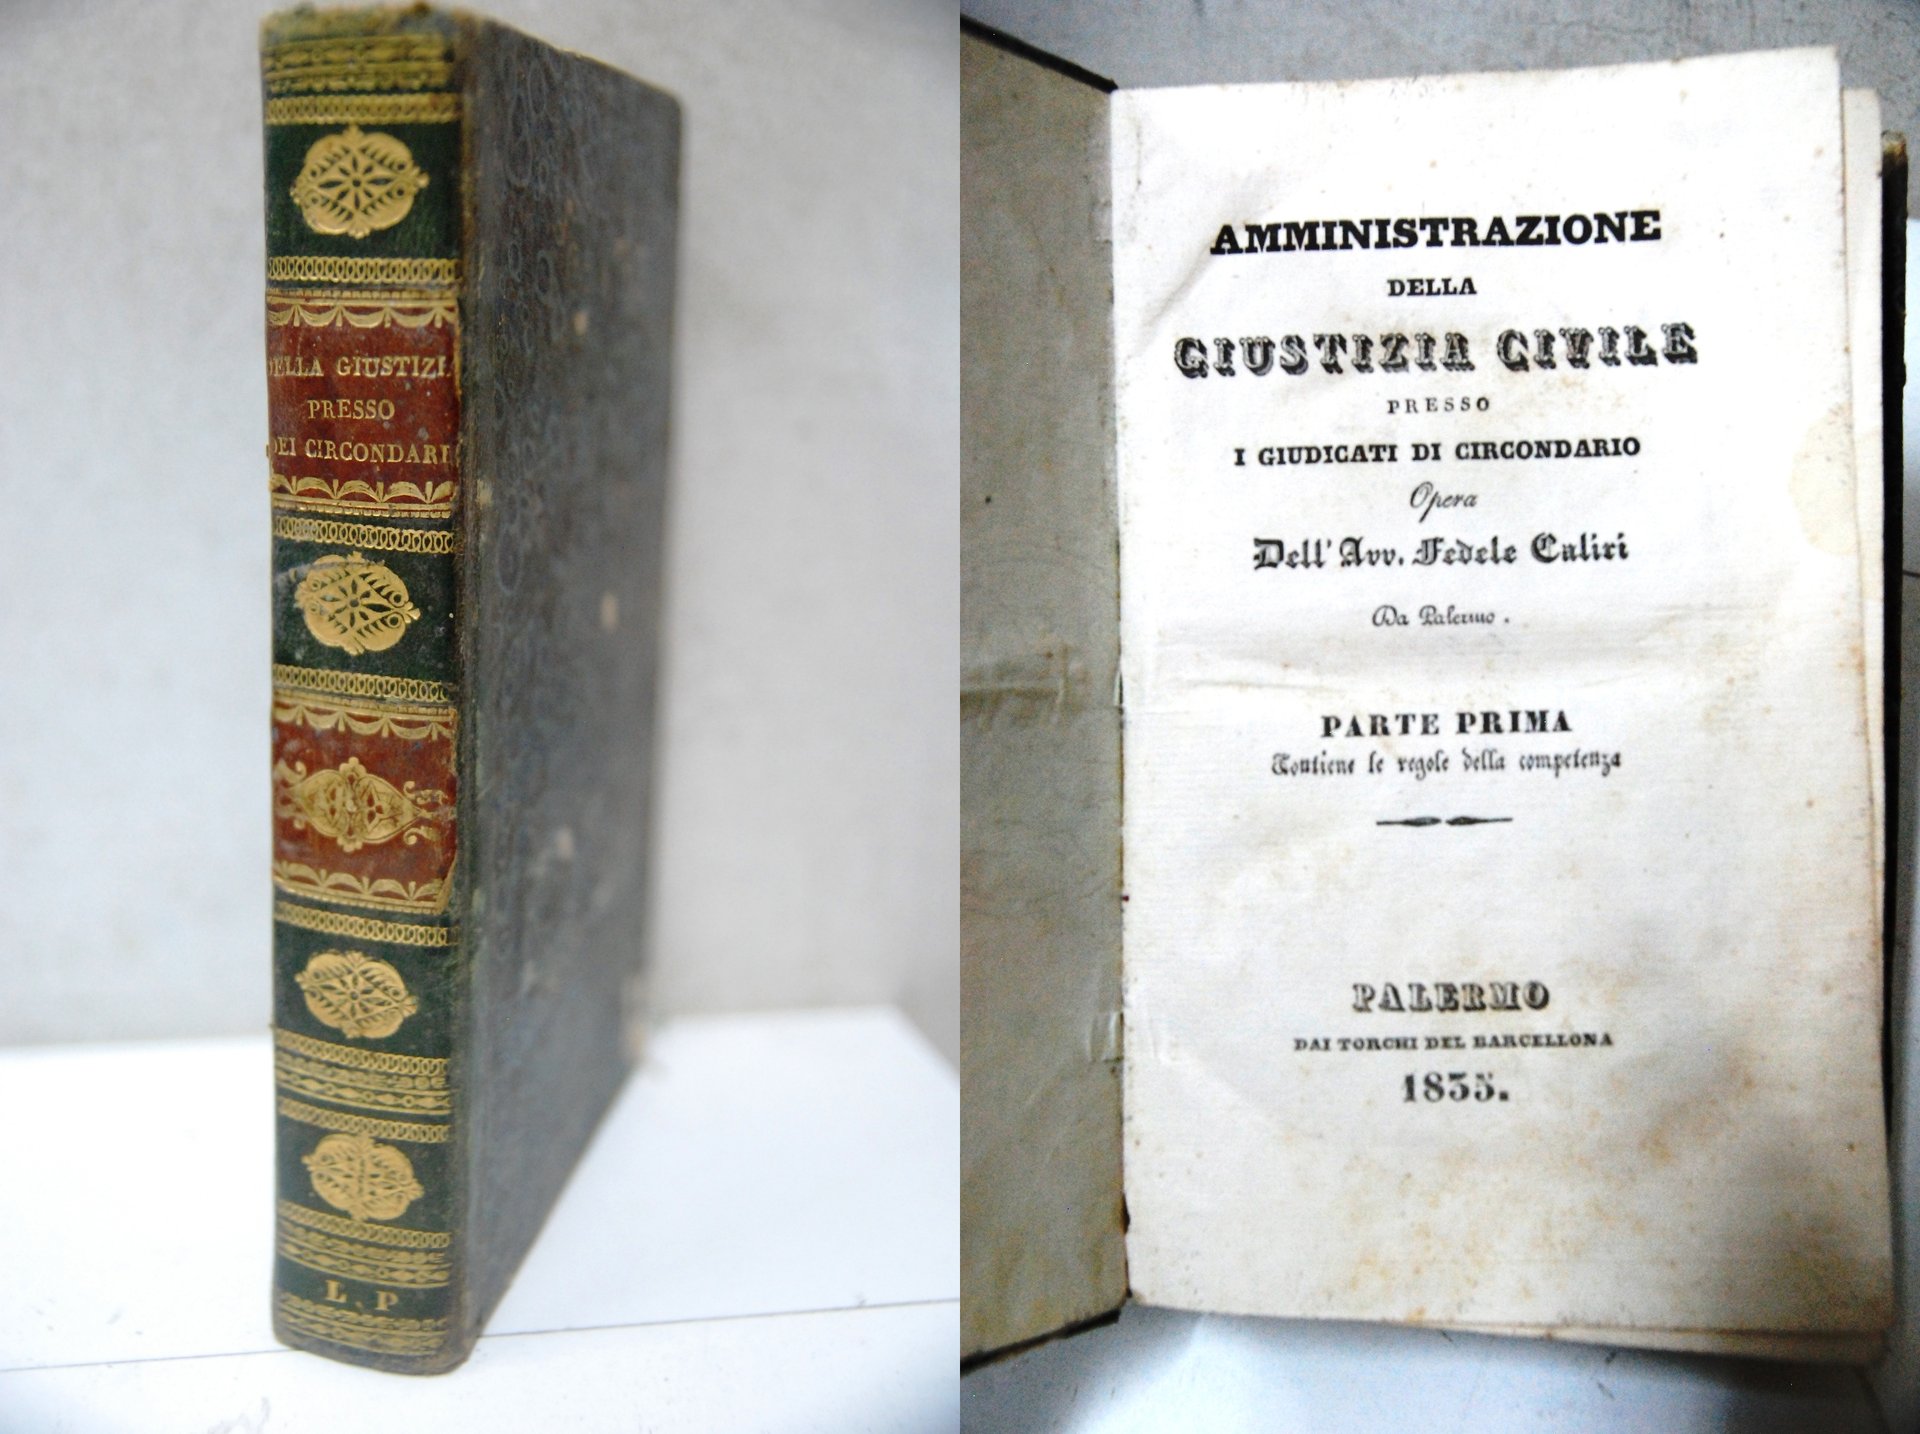 DELLA GIUSTIZI
PRESSO
DEI CIRCONDARI
L. P
AMMINISTRAZIONE
DELLA
GIUSTIZIA CIVILE
PRESSO
I GIUDICATI DI CIRCONDARIO
Opera
Dell' Avv. Fedele Caliri
Da Palermo.
PARTE PRIMA
Contiene le regole della competenza
PALERMO
DAI TORCHI DEL BARCELLONA
1835.